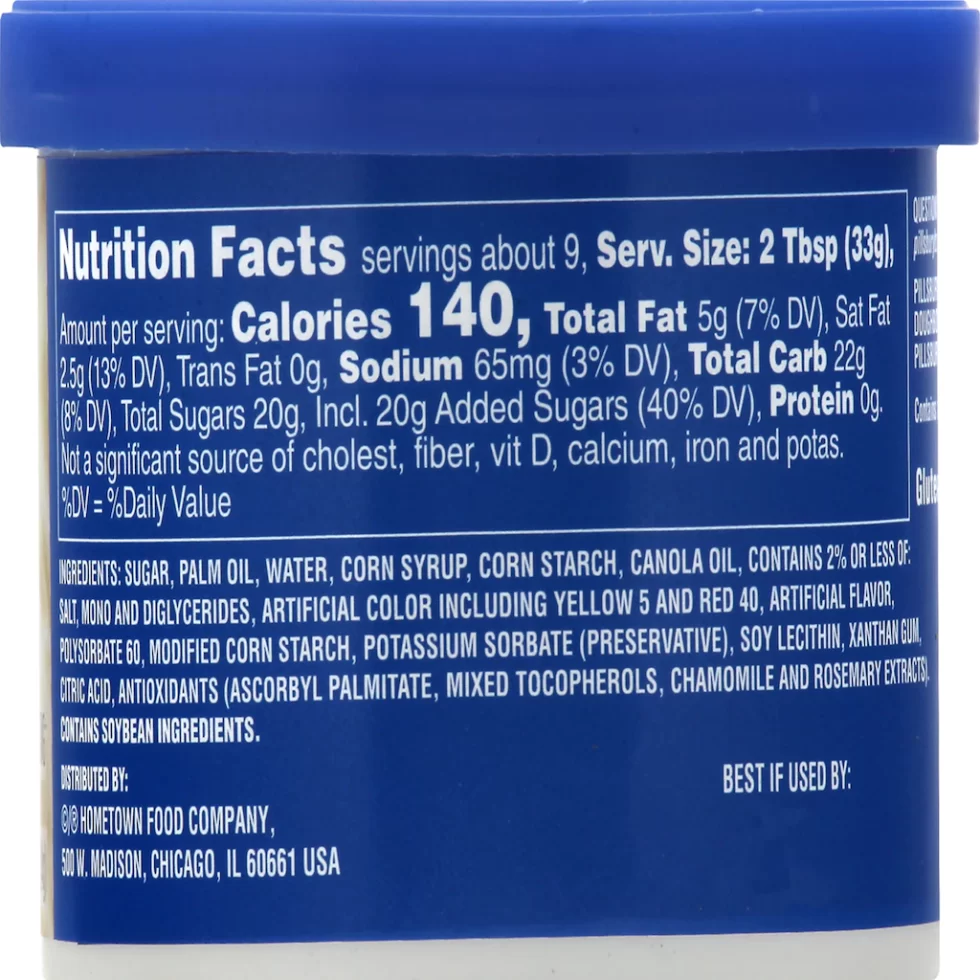 Nutrition Facts servings about 9, Serv. Size: 2 Tbsp (33g),
Amount per serving: Calories 140, Total Fat 5g (7% DV), Sat Fat
2.5g (13% DV), Trans Fat 0g, Sodium 65mg (3% DV), Total Carb 22g
(8% DV), Total Sugars 20g, Incl. 20g Added Sugars (40% DV), Protein 0g.
Not a significant source of cholest, fiber, vit D, calcium, iron and potas.
%DV = %Daily Value
INGREDIENTS: SUGAR, PALM OIL, WATER, CORN SYRUP, CORN STARCH, CANOLA OIL, CONTAINS 2% OR LESS OF:
SALT, MONO AND DIGLYCERIDES, ARTIFICIAL COLOR INCLUDING YELLOW 5 AND RED 40, ARTIFICIAL FLAVOR,
POLYSORBATE 60, MODIFIED CORN STARCH, POTASSIUM SORBATE (PRESERVATIVE), SOY LECITHIN, XANTHAN GUM,
CITRIC ACID, ANTIOXIDANTS (ASCORBYL PALMITATE, MIXED TOCOPHEROLS, CHAMOMILE AND ROSEMARY EXTRACTS).
CONTAINS SOYBEAN INGREDIENTS.
DISTRIBUTED BY:
©/® HOMETOWN FOOD COMPANY,
500 W. MADISON, CHICAGO, IL 60661 USA
BEST IF USED BY: